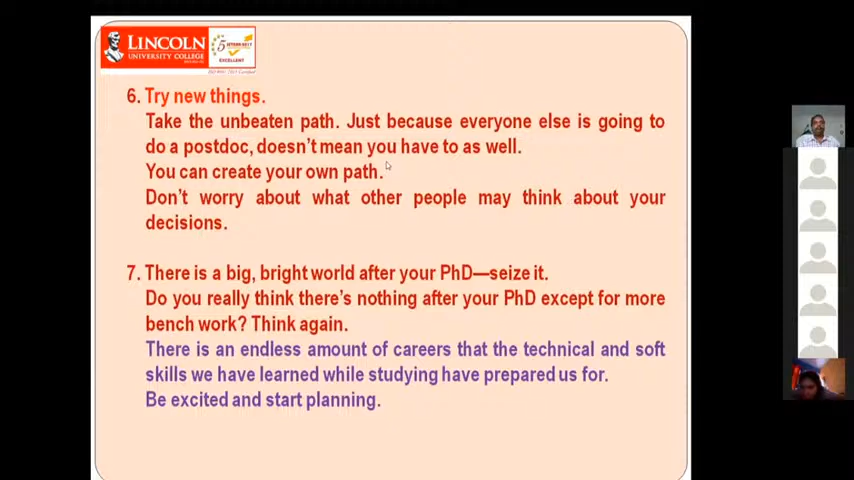 LINCOLN
UNIVERSITY COLLEGE
5
EXCELLENT
6. Try new things.
Take the unbeaten path. Just because everyone else is going to
do a postdoc, doesn't mean you have to as well.
You can create your own path.
Don't worry about what other people may think about your
decisions.
7. There is a big, bright world after your PhD—seize it.
Do you really think there's nothing after your PhD except for more
bench work? Think again.
There is an endless amount of careers that the technical and soft
skills we have learned while studying have prepared us for.
Be excited and start planning.